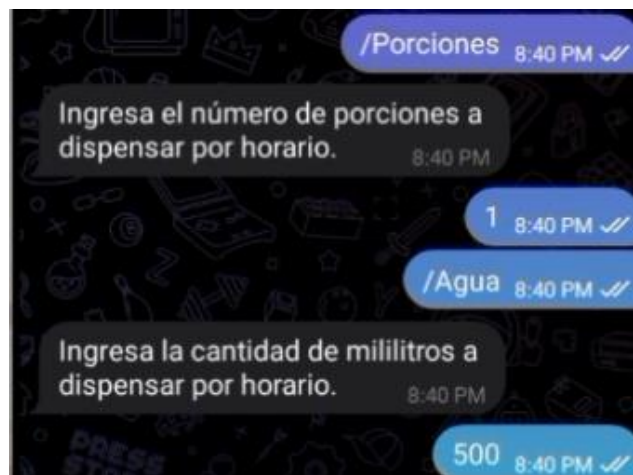 /Porciones 8:40 PM
Ingresa el número de porciones a
dispensar por horario. 8:40 PM
1 8:40 PM
/Agua 8:40 PM
Ingresa la cantidad de mililitros a
dispensar por horario. 8:40 PM
PRESS
500 8:40 PM